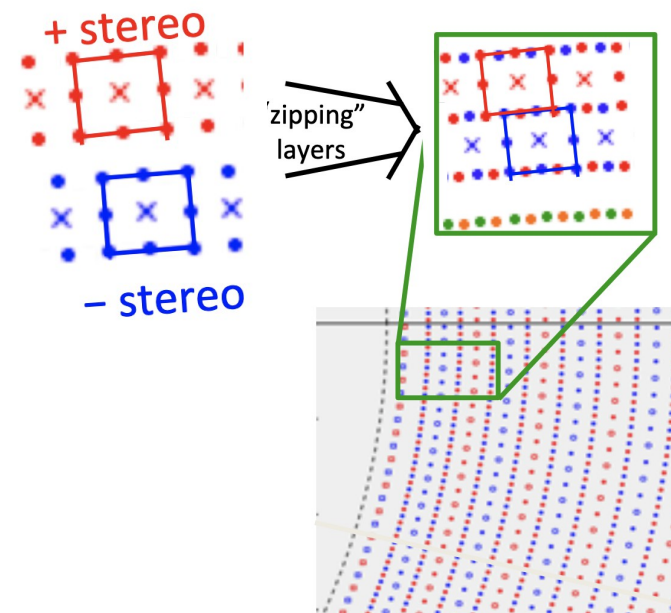 + stereo
"zipping"
layers
– stereo